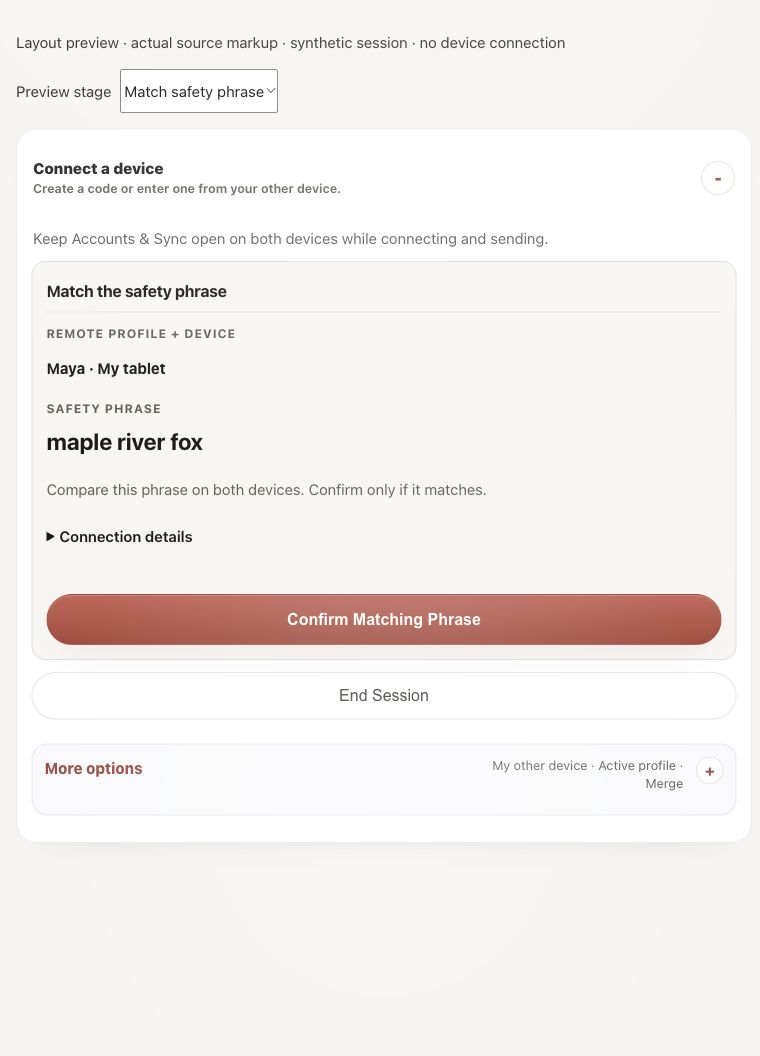 Layout preview · actual source markup · synthetic session · no device connection
Preview stage Match safety phrase
Connect a device
Create a code or enter one from your other device.
-
Keep Accounts & Sync open on both devices while connecting and sending.
Match the safety phrase
REMOTE PROFILE + DEVICE
Maya · My tablet
SAFETY PHRASE
maple river fox
Compare this phrase on both devices. Confirm only if it matches.
Connection details
Confirm Matching Phrase
End Session
More options
My other device · Active profile ·
Merge
+